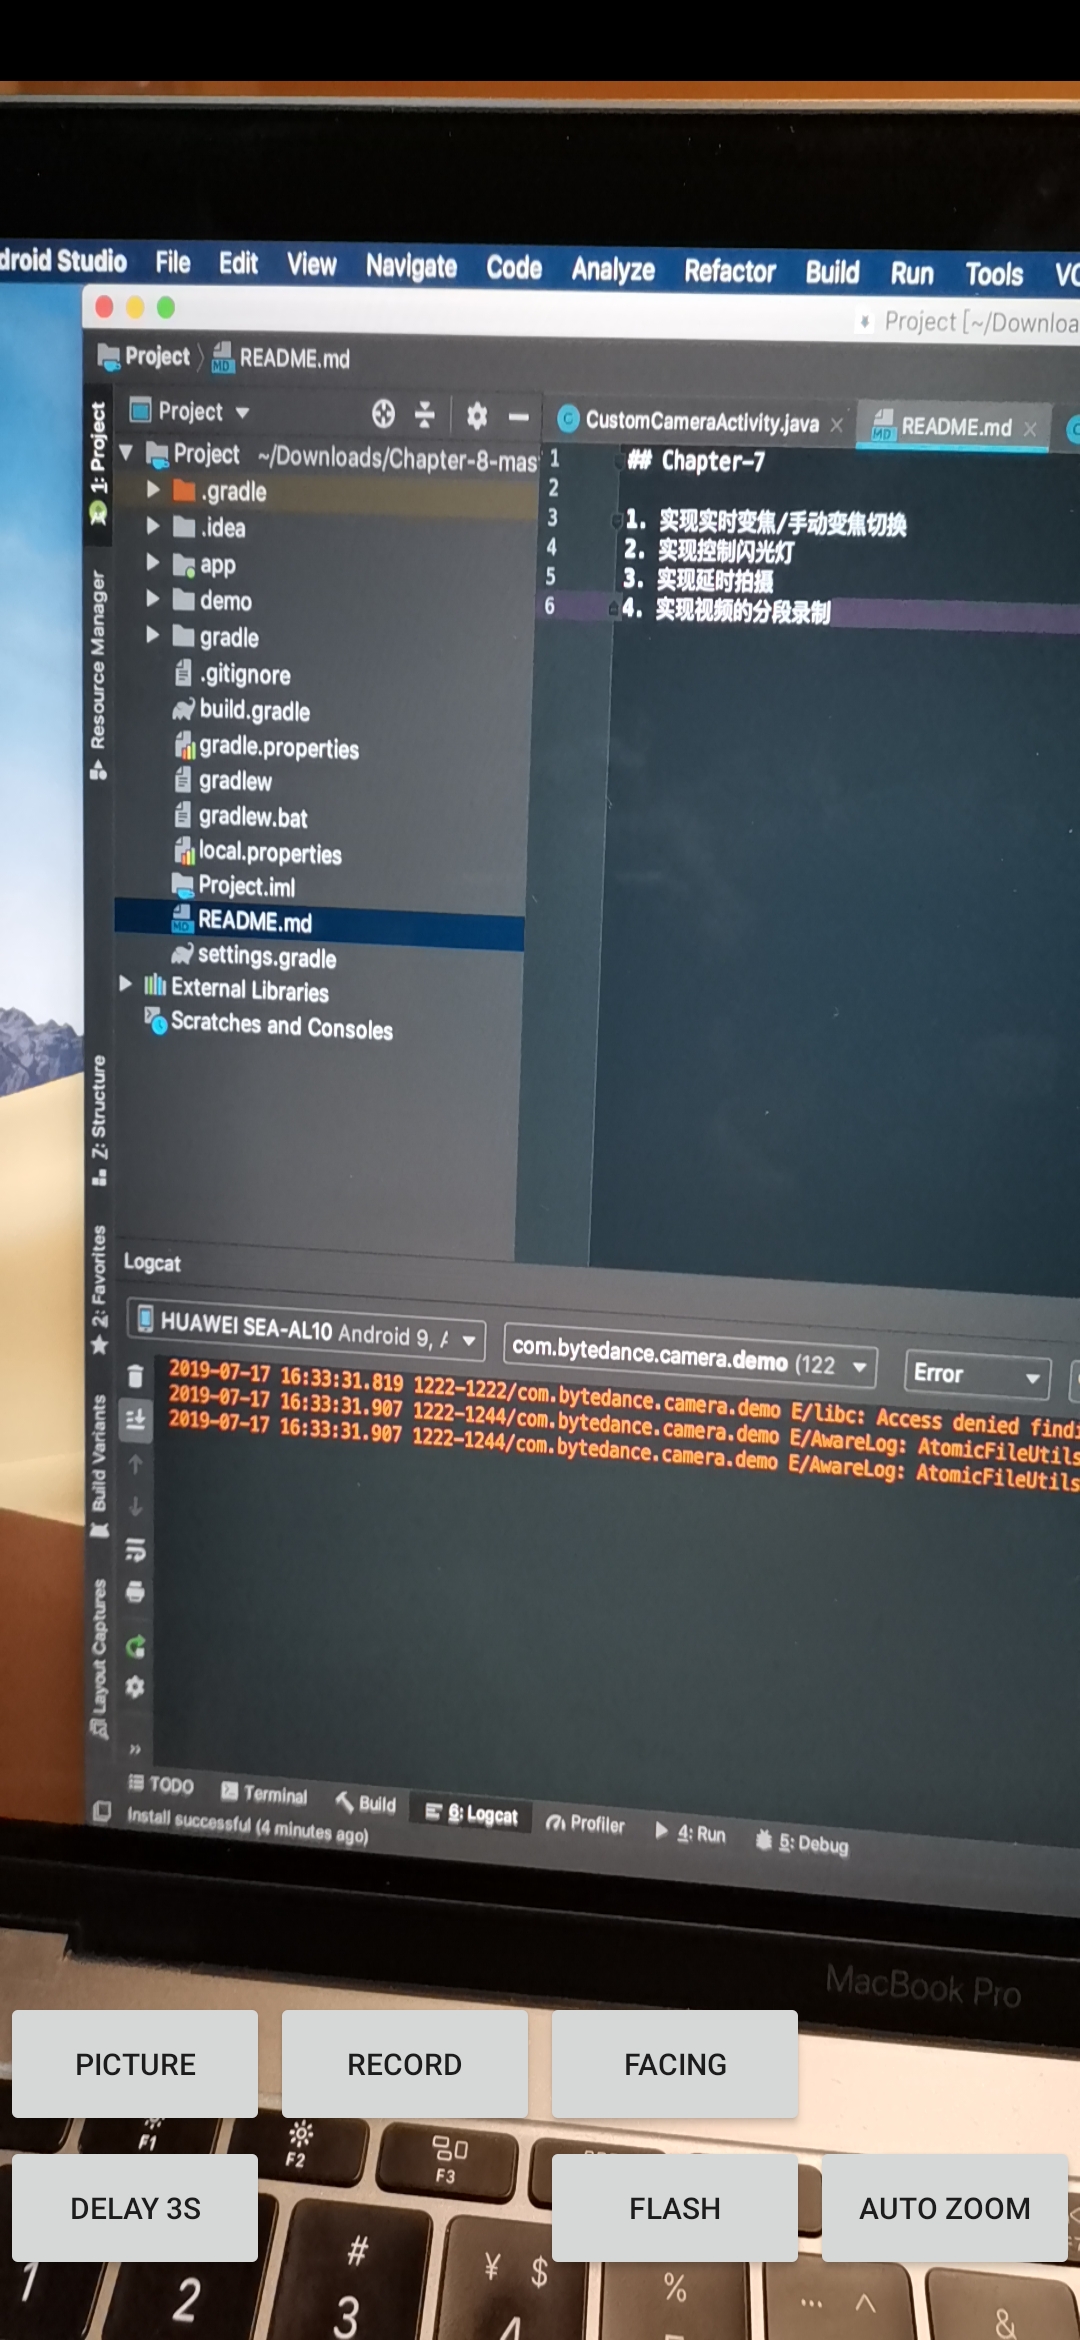 droid Studio File Edit View Navigate Code Analyze Refactor Build Run Tools VC
Project [~/Downloa
Project README.md
1: Project
Resource Manager
Z: Structure
2: Favorites
Build Variants
Layout Captures
Project
CustomCameraActivity.java README.md
Project ~/Downloads/Chapter-8-mas
.gradle
.idea
app
demo
gradle
.gitignore
build.gradle
gradle.properties
gradlew
gradlew.bat
local.properties
Project.iml
README.md
settings.gradle
External Libraries
Scratches and Consoles
1 ## Chapter-7
2
3 1. 实现实时变焦/手动变焦切换
4 2. 实现控制闪光灯
5 3. 实现延时拍摄
6 4. 实现视频的分段录制
Logcat
HUAWEI SEA-AL10 Android 9, com.bytedance.camera.demo (122 Error
2019-07-17 16:33:31.819 1222-1222/com.bytedance.camera.demo E/libc: Access denied findi
2019-07-17 16:33:31.907 1222-1244/com.bytedance.camera.demo E/AwareLog: AtomicFileUtils
2019-07-17 16:33:31.907 1222-1244/com.bytedance.camera.demo E/AwareLog: AtomicFileUtils
TODO Terminal Build 6: Logcat Profiler 4: Run 5: Debug
Install successful (4 minutes ago)
MacBook Pro
PICTURE RECORD FACING
F1 F2 F3
DELAY 3S FLASH AUTO ZOOM
# ¥ $ % … ^ &
1 2 3 4